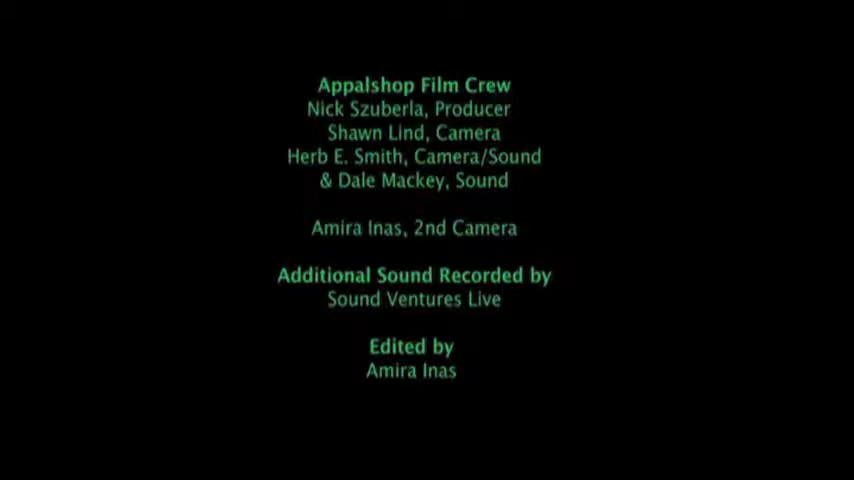 Appalshop Film Crew
Nick Szuberla, Producer
Shawn Lind, Camera
Herb E. Smith, Camera/Sound
& Dale Mackey, Sound
Amira Inas, 2nd Camera
Additional Sound Recorded by
Sound Ventures Live
Edited by
Amira Inas